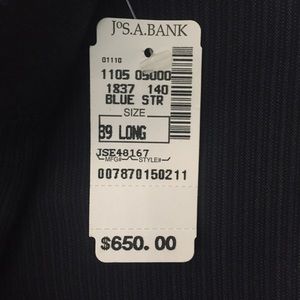 JoS.A.BANK
01110
1105 05000
1837 140
BLUE STR
SIZE
39 LONG
JSE48167
MFG# STYLE#
007870150211
$650.00